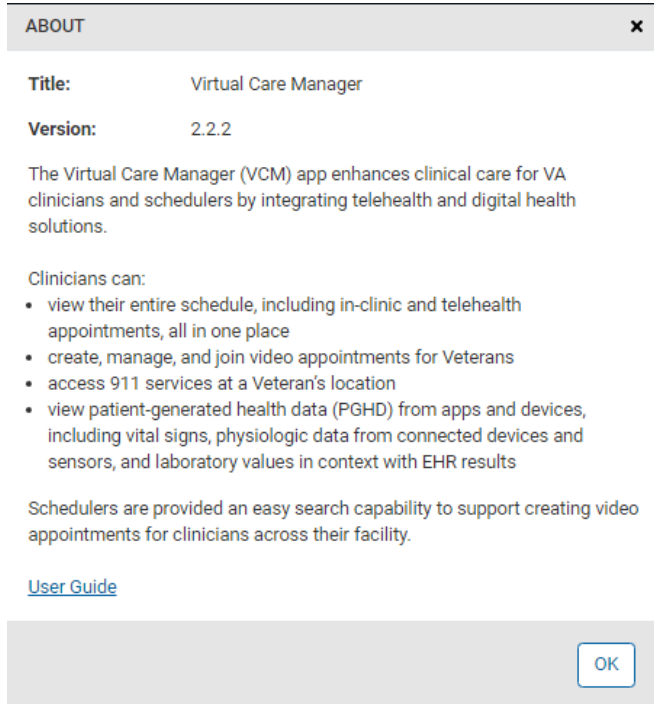 ABOUT ×
Title: Virtual Care Manager
Version: 2.2.2
The Virtual Care Manager (VCM) app enhances clinical care for VA
clinicians and schedulers by integrating telehealth and digital health
solutions.
Clinicians can:
• view their entire schedule, including in-clinic and telehealth
appointments, all in one place
• create, manage, and join video appointments for Veterans
• access 911 services at a Veteran's location
• view patient-generated health data (PGHD) from apps and devices,
including vital signs, physiologic data from connected devices and
sensors, and laboratory values in context with EHR results
Schedulers are provided an easy search capability to support creating video
appointments for clinicians across their facility.
User Guide
OK